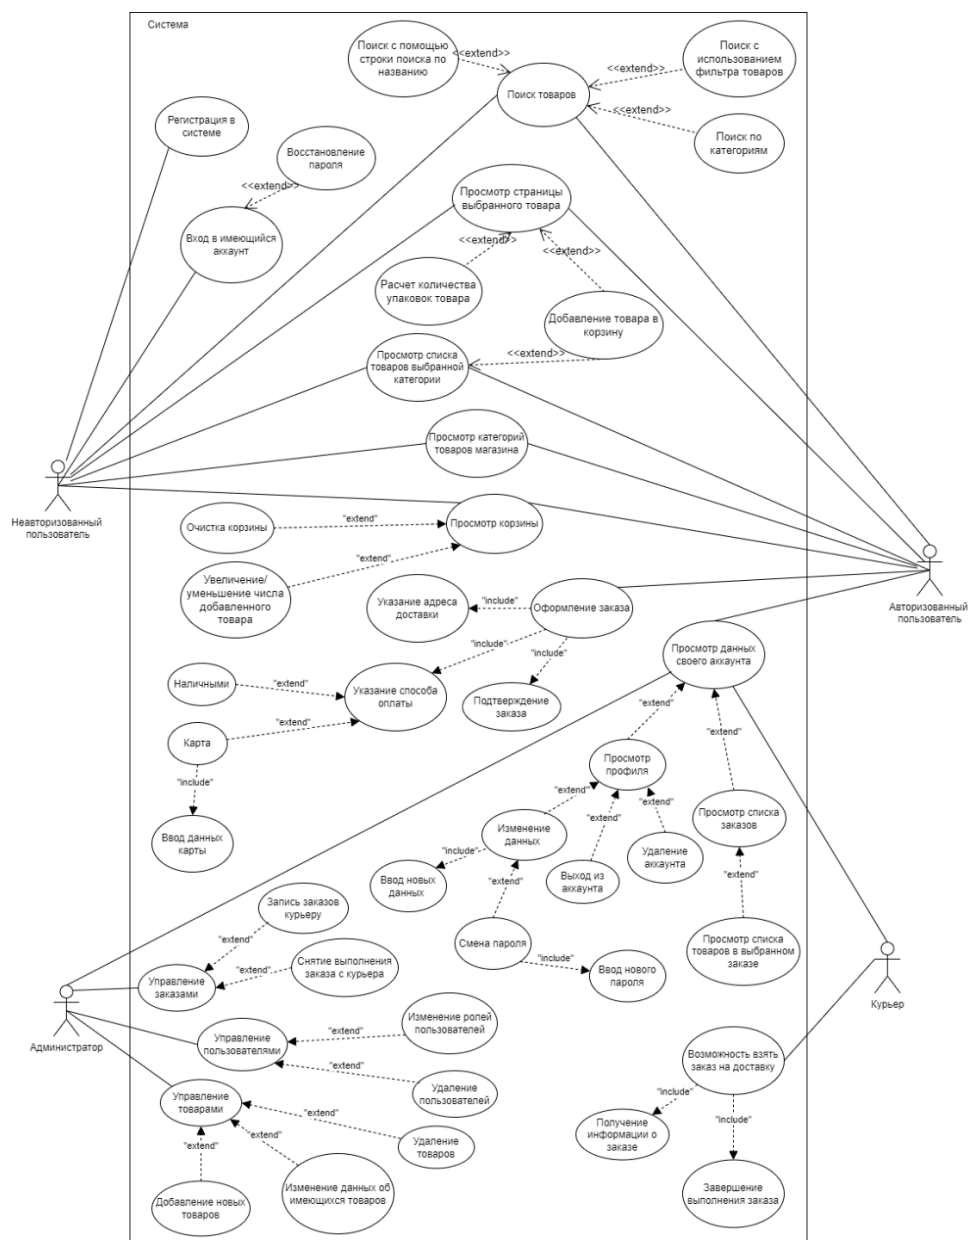 Система
Поиск с помощью
строки поиска по
названию
<<extend>>
Поиск с
использованием
фильтра товаров
<<extend>>
Поиск товаров
<<extend>>
Поиск по
категориям
Регистрация в
системе
Восстановление
пароля
<<extend>>
Вход в имеющийся
аккаунт
Просмотр страницы
выбранного товара
<<extend>>
<<extend>>
Расчет количества
упаковок товара
Добавление товара в
корзину
<<extend>>
Просмотр списка
товаров выбранной
категории
Просмотр категорий
товаров магазина
Неавторизованный
пользователь
Очистка корзины
"extend"
Просмотр корзины
"extend"
Увеличение/
уменьшение числа
добавленного
товара
Указание адреса
доставки
"include"
Оформление заказа
Авторизованный
пользователь
"include"
"include"
Просмотр данных
своего аккаунта
Наличными
"extend"
Указание способа
оплаты
Подтверждение
заказа
"extend"
Карта
"extend"
"extend"
"include"
Просмотр
профиля
Ввод данных
карты
"extend"
"extend"
"extend"
Просмотр списка
заказов
Изменение
данных
Удаление
аккаунта
"include"
Ввод новых
данных
"extend"
Выход из
аккаунта
"extend"
Запись заказов
курьеру
"extend"
Смена пароля
"include"
Ввод нового
пароля
Просмотр списка
товаров в выбранном
заказе
Снятие выполнения
заказа с курьера
"extend"
Управление
заказами
Курьер
Администратор
Изменение ролей
пользователей
"extend"
Управление
пользователями
"extend"
Удаление
пользователей
Возможность взять
заказ на доставку
"include"
"include"
Получение
информации о
заказе
Управление
товарами
"extend"
Удаление
товаров
"extend"
"extend"
Добавление новых
товаров
Изменение данных об
имеющихся товаров
Завершение
выполнения заказа